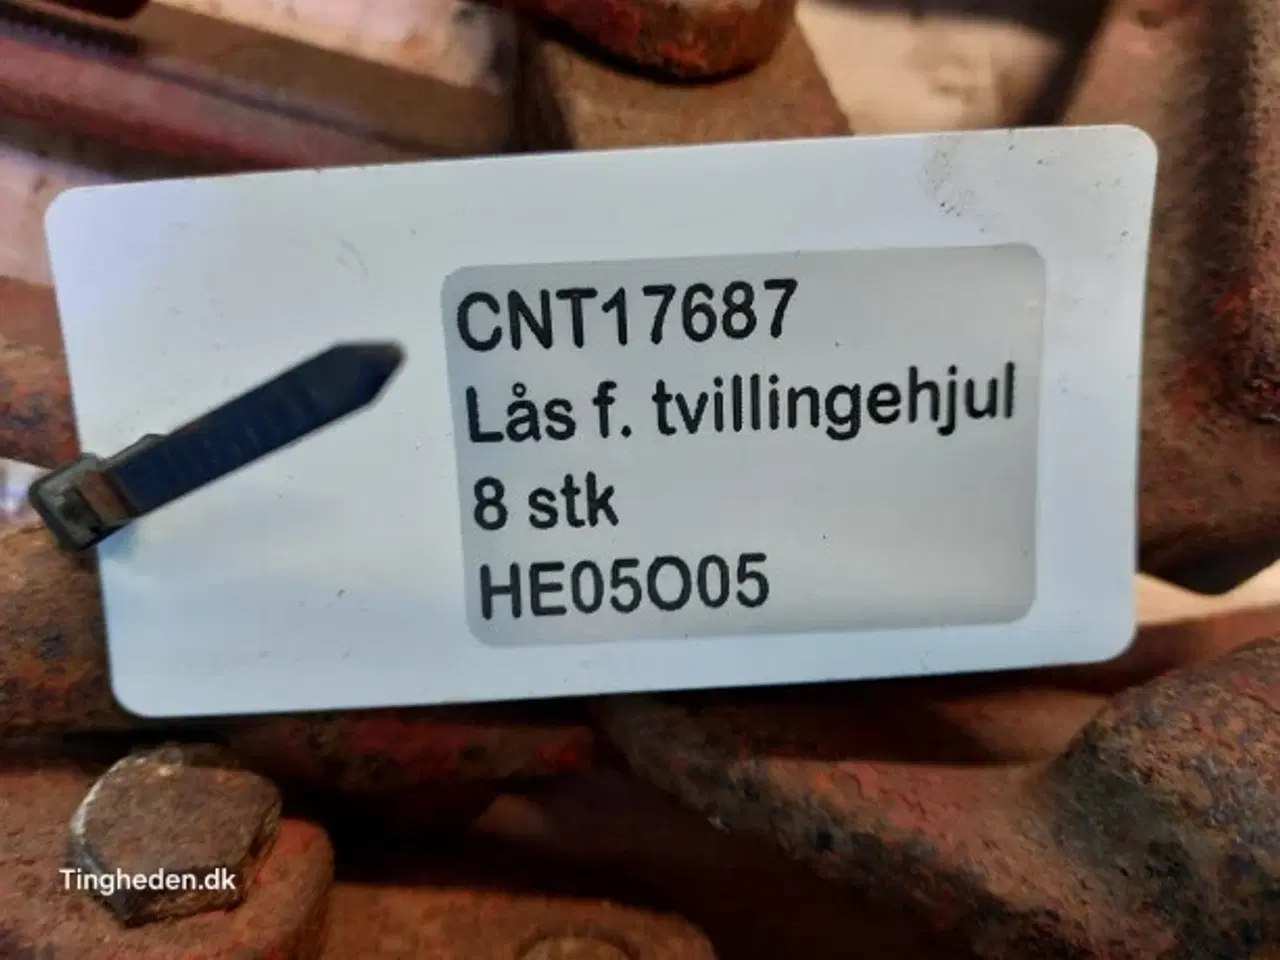 CNT17687
Lås f. tvillingehjul
8 stk
HE05O05
Tingheden.dk